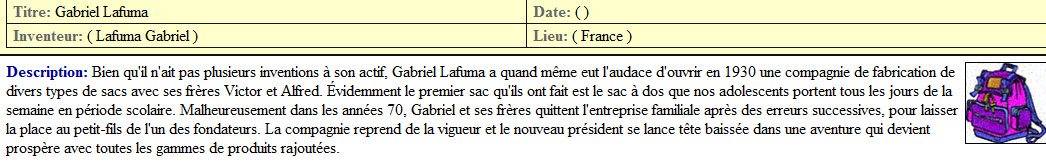 Titre: Gabriel Lafuma Date: ( )
Inventeur: ( Lafuma Gabriel ) Lieu: ( France )
Description: Bien qu'il n'ait pas plusieurs inventions à son actif, Gabriel Lafuma a quand même eut l'audace d'ouvrir en 1930 une compagnie de fabrication de
divers types de sacs avec ses frères Victor et Alfred. Évidemment le premier sac qu'ils ont fait est le sac à dos que nos adolescents portent tous les jours de la
semaine en période scolaire. Malheureusement dans les années 70, Gabriel et ses frères quittent l'entreprise familiale après des erreurs successives, pour laisser
la place au petit-fils de l'un des fondateurs. La compagnie reprend de la vigueur et le nouveau président se lance tête baissée dans une aventure qui devient
prospère avec toutes les gammes de produits rajoutées.